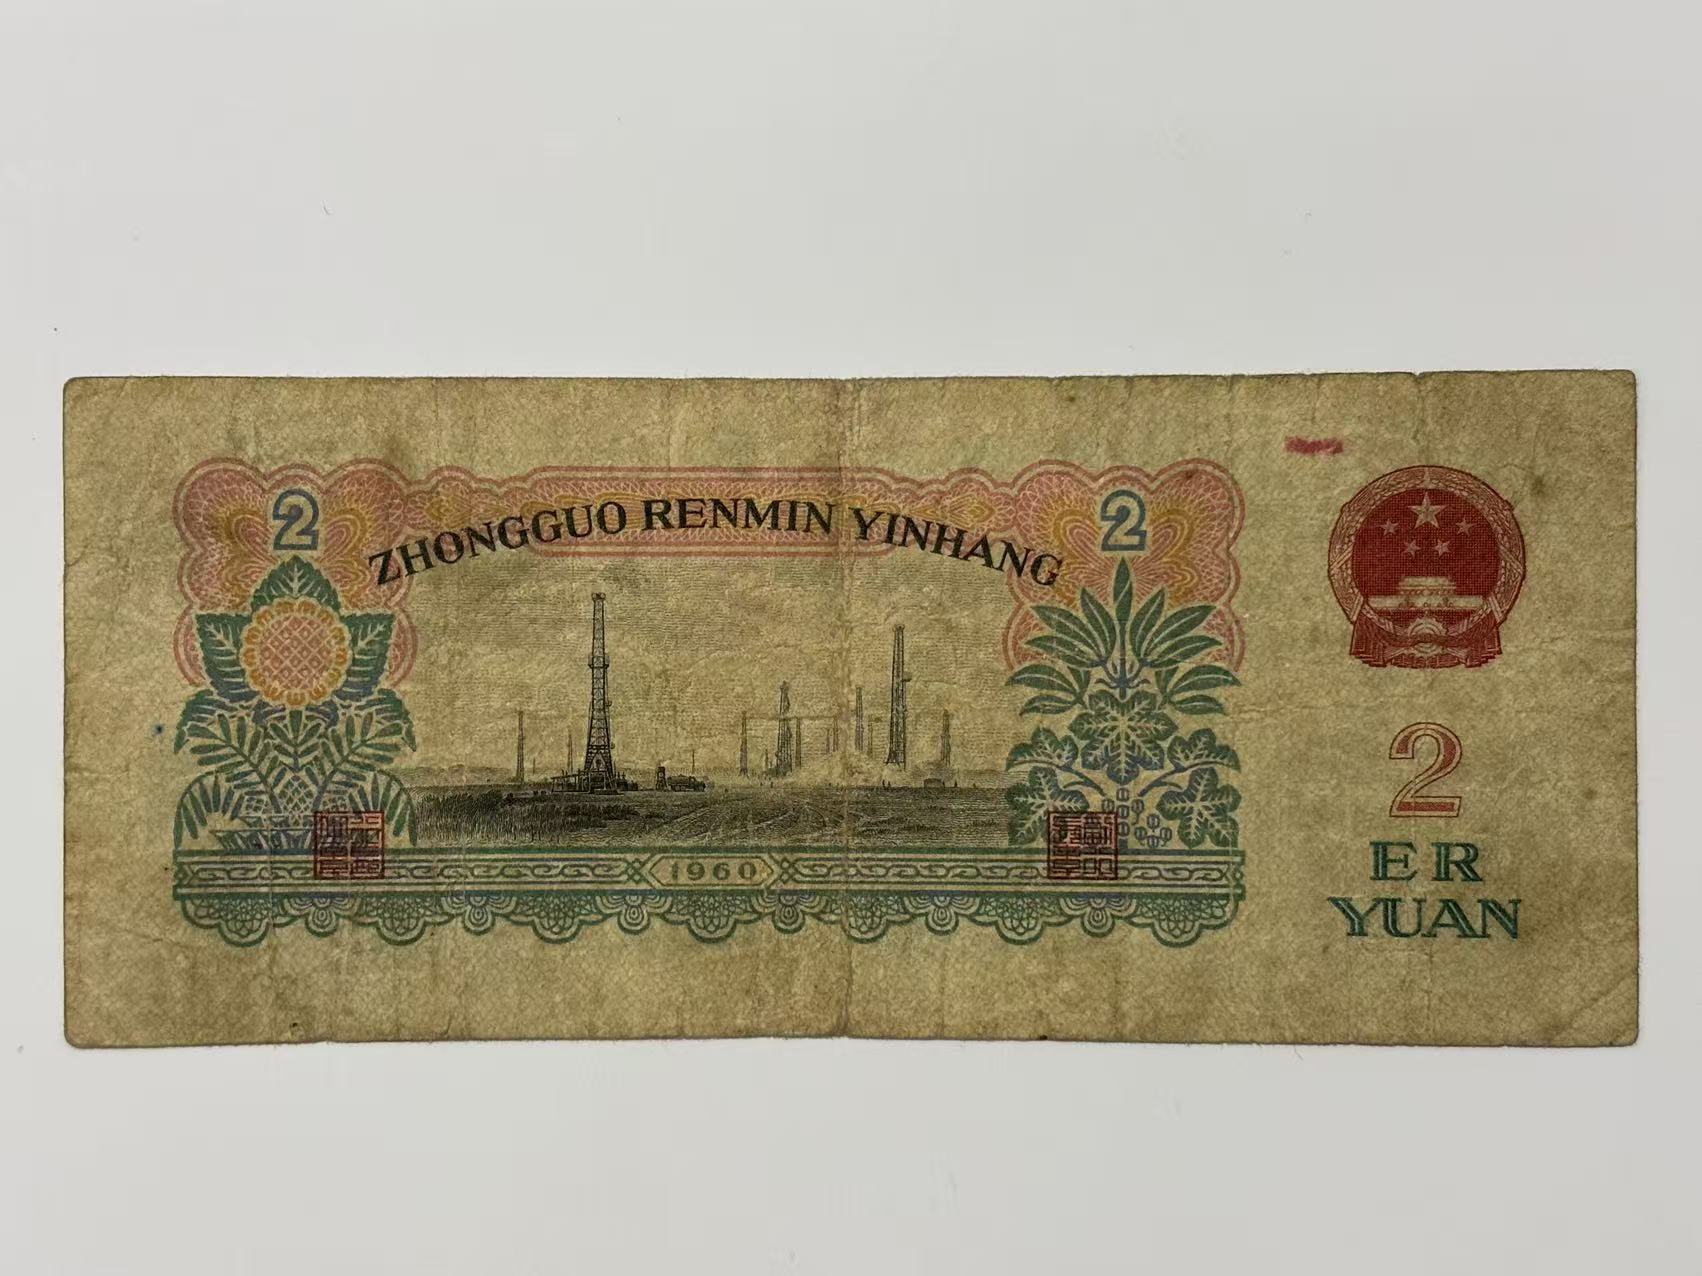 2 2
ZHONGGUO RENMIN YINHANG
1960
2
ER
YUAN